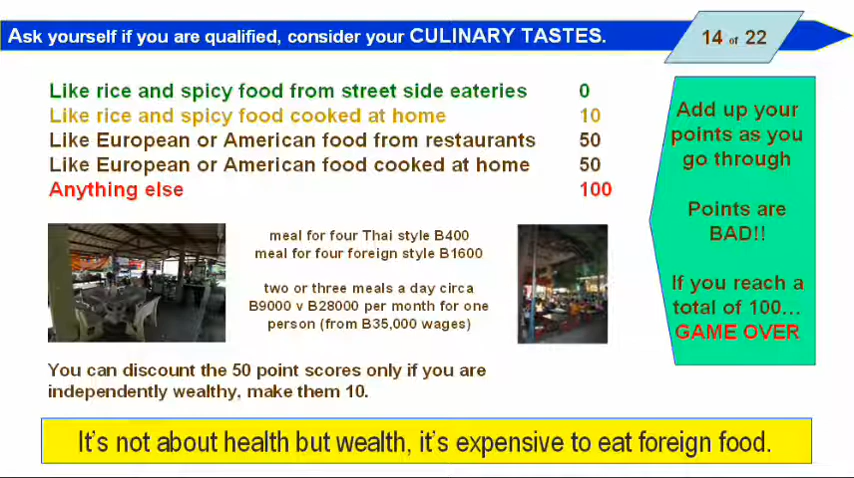 Ask yourself if you are qualified, consider your CULINARY TASTES.
14 of 22
Like rice and spicy food from street side eateries 0
Like rice and spicy food cooked at home 10
Like European or American food from restaurants 50
Like European or American food cooked at home 50
Anything else 100
Add up your
points as you
go through
Points are
BAD!!
If you reach a
total of 100...
GAME OVER
meal for four Thai style B400
meal for four foreign style B1600
two or three meals a day circa
B9000 v B28000 per month for one
person (from B35,000 wages)
You can discount the 50 point scores only if you are
independently wealthy, make them 10.
It's not about health but wealth, it's expensive to eat foreign food.